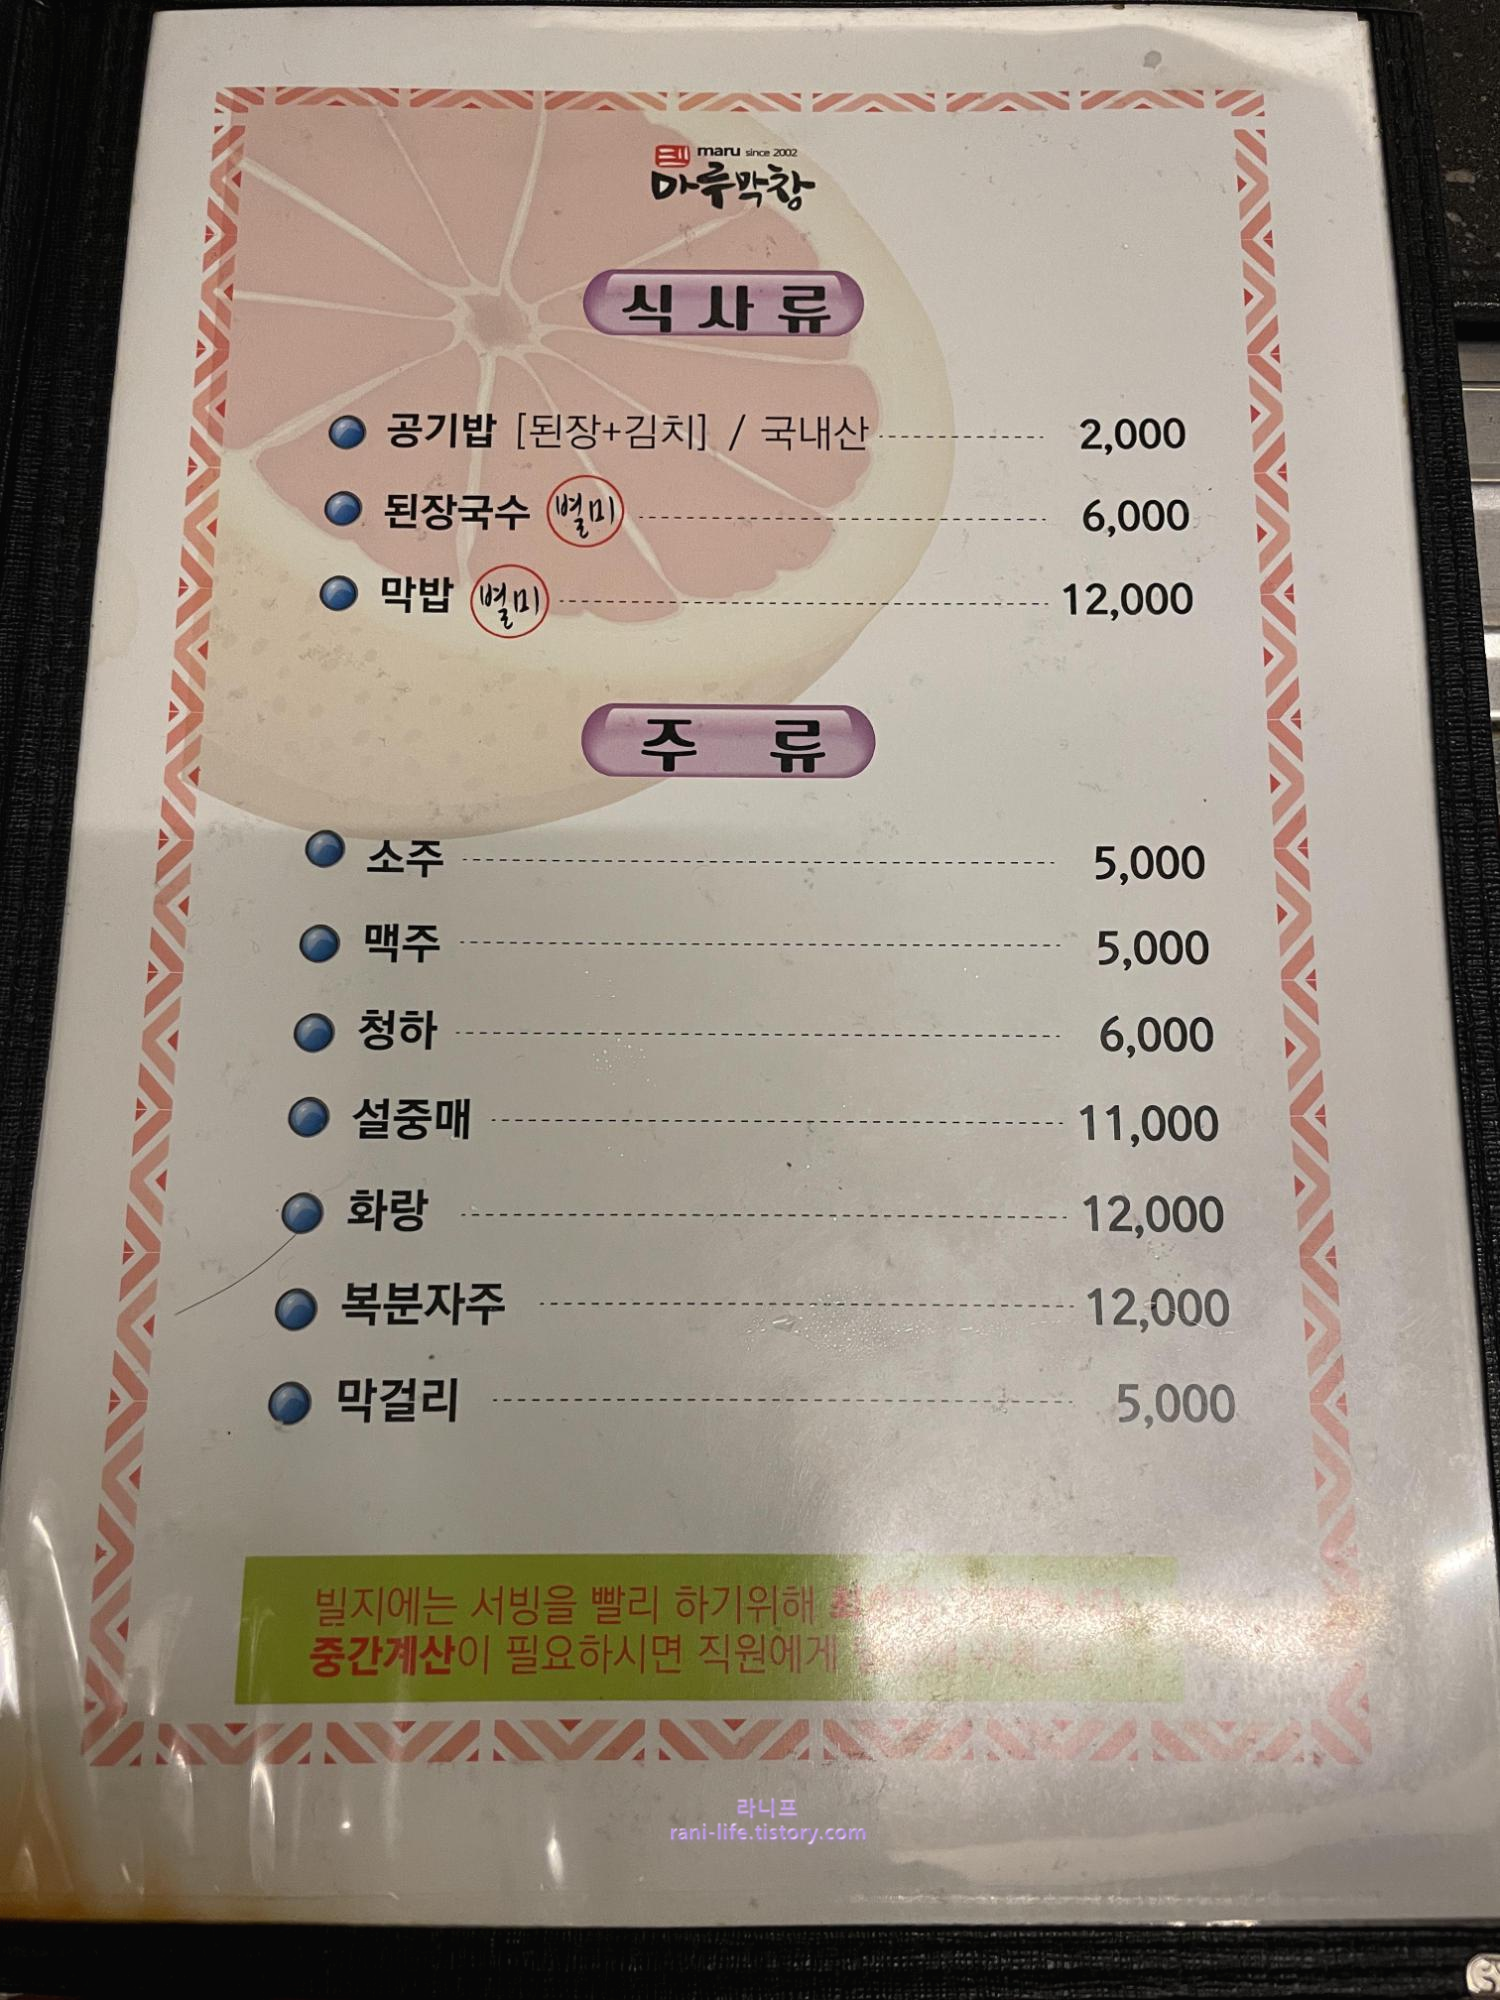 maru since 2002
마루막창
식사류
공기밥 [된장+김치] / 국내산 2,000
된장국수 별미 6,000
막밥 별미 12,000
주 류
소주 5,000
맥주 5,000
청하 6,000
설중매 11,000
화랑 12,000
복분자주 12,000
막걸리 5,000
빌지에는 서빙을 빨리 하기위해
중간계산이 필요하시면 직원에게
라니프
rani-life.tistory.com